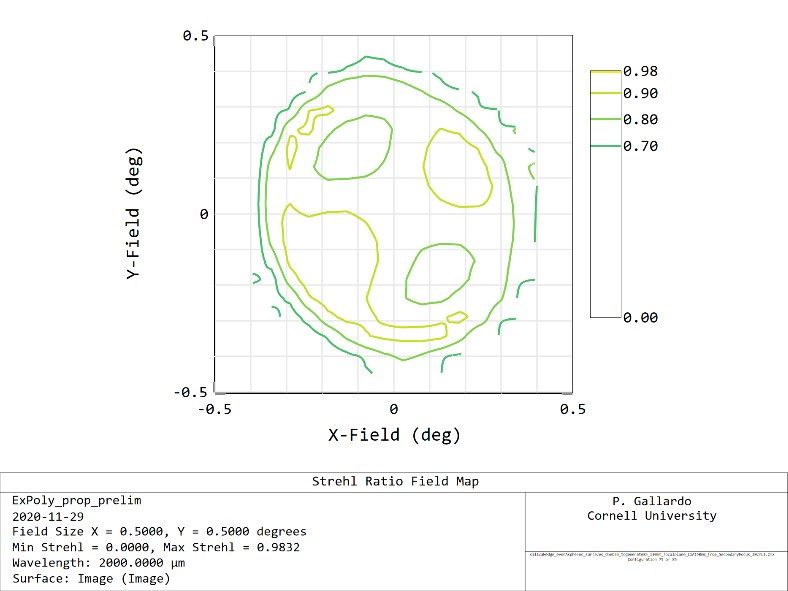 0.5
0
-0.5
-0.5
0
0.5
Y-Field (deg)
X-Field (deg)
0.98
0.90
0.80
0.70
0.00
Strehl Ratio Field Map
ExPoly_prop_prelim
2020-11-29
Field Size X = 0.5000, Y = 0.5000 degrees
Min Strehl = 0.0000, Max Strehl = 0.9832
Wavelength: 2000.0000 µm
Surface: Image (Image)
P. Gallardo
Cornell University